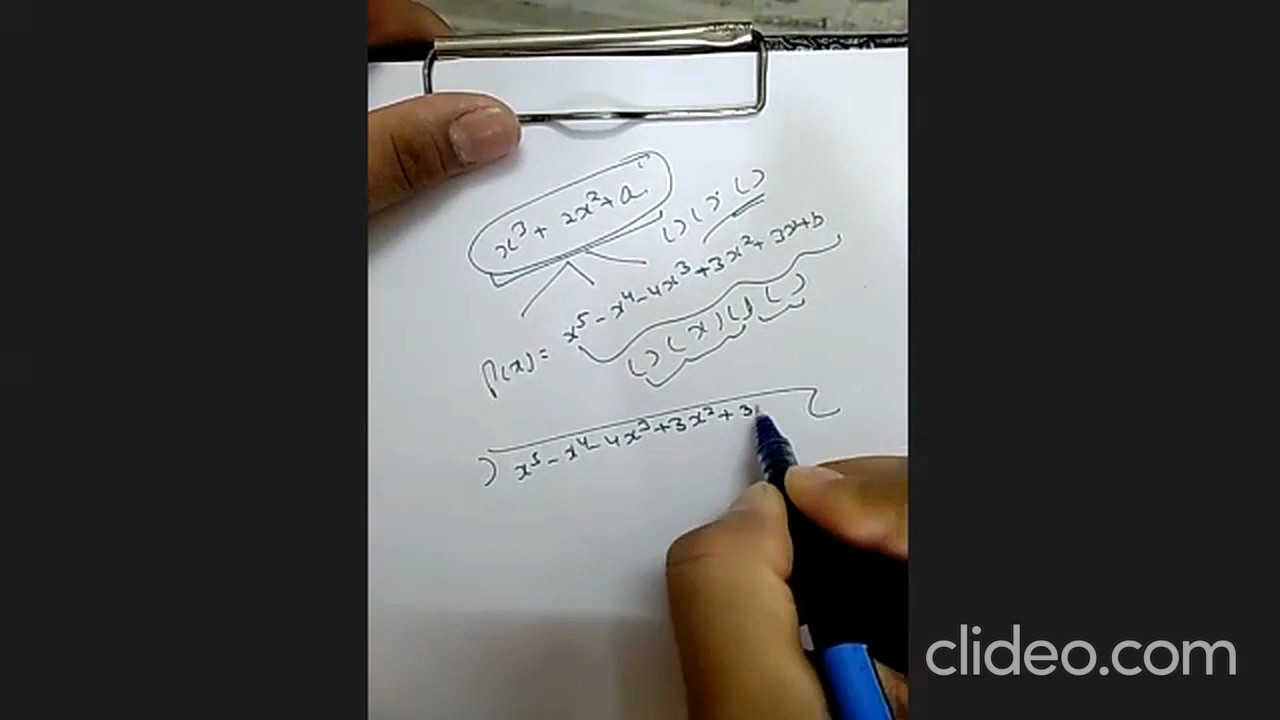 x³ + 2x² + a
( ) ( ) ( )
p(x) = x⁵ - x⁴ - 4x³ + 3x² + 3x + b
( ) ( x ) ( ) ( )
) x⁵ - x⁴ - 4x³ + 3x² + 3
clideo.com